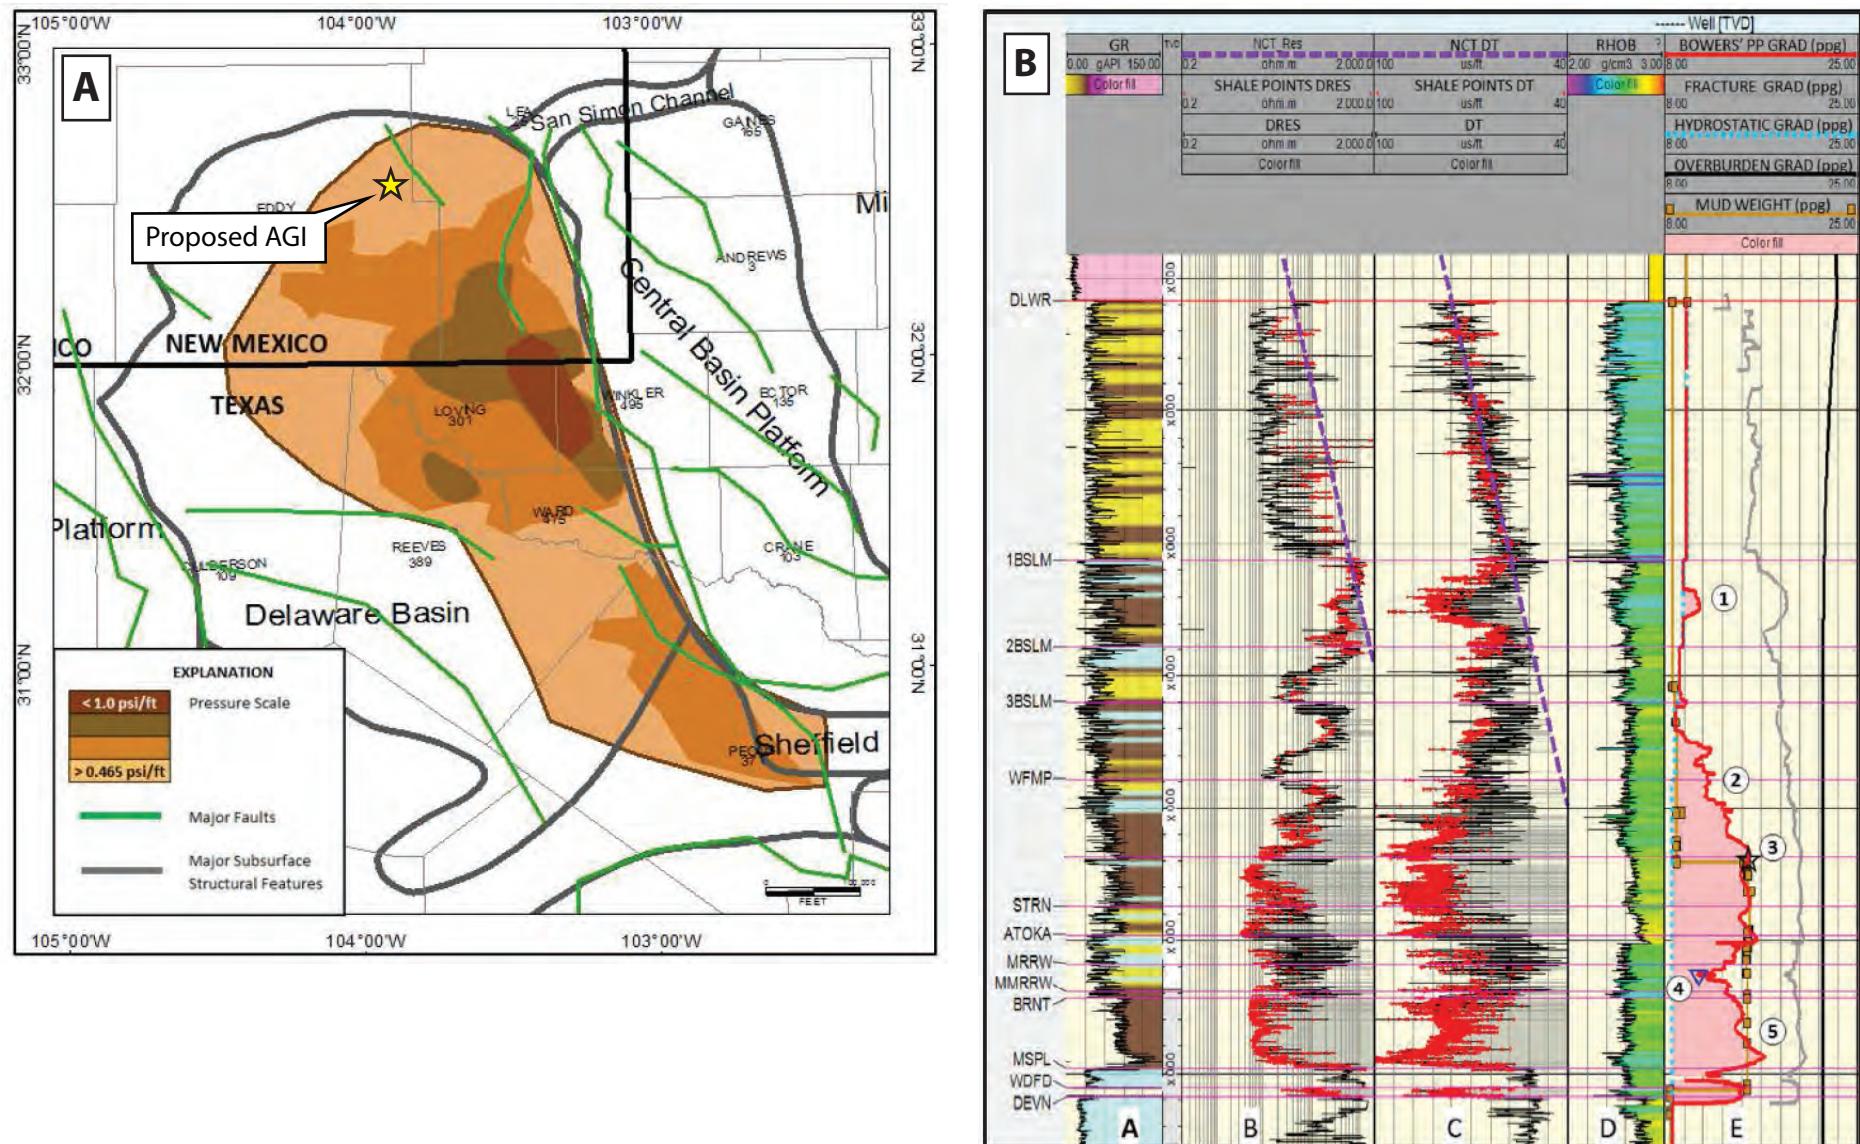 105°00'W
104°00'W
103°00'W
33°00'N
33°00'N
A
San Simon Channel
LEA
GAINES
165
Mi
EDDY
Proposed AGI
ANDREWS
3
Central Basin Platform
NEW MEXICO
ICO
32°00'N
32°00'N
TEXAS
LOVING
301
WINKLER
495
ECTOR
135
WARD
475
Platform
REEVES
389
CRANE
103
CULBERSON
109
Delaware Basin
31°00'N
31°00'N
PECOS
37
Sheffield
EXPLANATION
< 1.0 psi/ft
Pressure Scale
> 0.465 psi/ft
Major Faults
Major Subsurface
Structural Features
0
FEET
105°00'W
104°00'W
103°00'W
B
------ Well [TVD]
GR
TVD
NCT Res
NCT DT
RHOB
BOWERS' PP GRAD (ppg)
0.00 gAPI 150.00
0.2 ohm.m 2,000.0
100 us/ft 40
2.00 g/cm3 3.00
8.00 25.00
Color fill
SHALE POINTS DRES
SHALE POINTS DT
Color fill
FRACTURE GRAD (ppg)
0.2 ohm.m 2,000.0
100 us/ft 40
8.00 25.00
DRES
DT
HYDROSTATIC GRAD (ppg)
0.2 ohm.m 2,000.0
100 us/ft 40
8.00 25.00
Color fill
Color fill
OVERBURDEN GRAD (ppg)
8.00 25.00
MUD WEIGHT (ppg)
8.00 25.00
Color fill
X000
DLWR
X000
X000
1BSLM
1
2BSLM
X000
3BSLM
2
WFMP
X000
3
STRN
ATOKA
X000
MRRW
MMRRW
4
BRNT
5
MSPL
X000
WDFD
DEVN
A
B
C
D
E